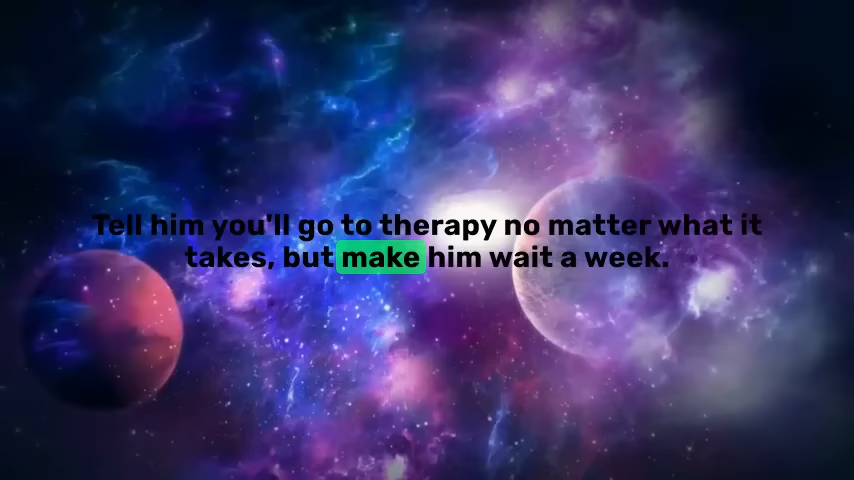 Tell him you'll go to therapy no matter what it
takes, but make him wait a week.